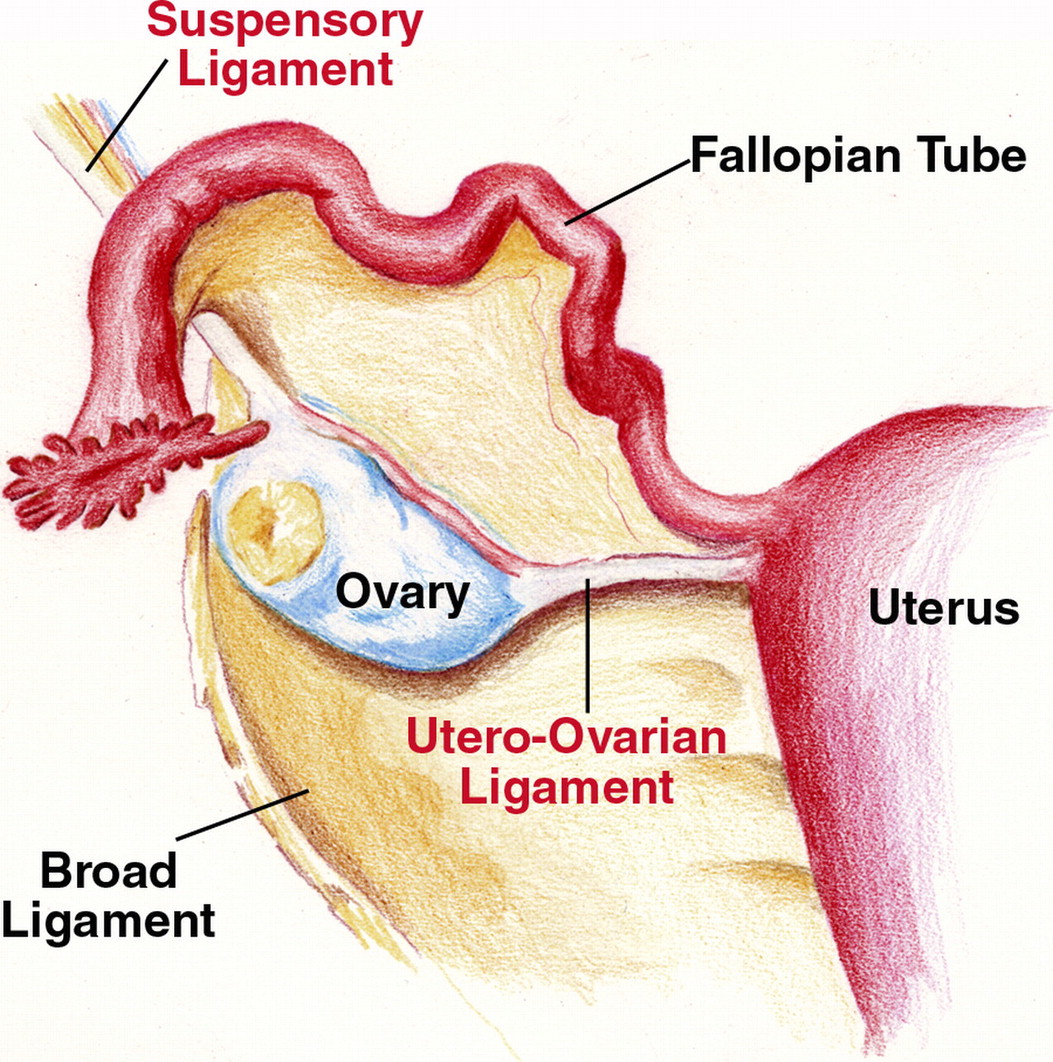 Suspensory
Ligament
Fallopian Tube
Ovary
Uterus
Utero-Ovarian
Ligament
Broad
Ligament